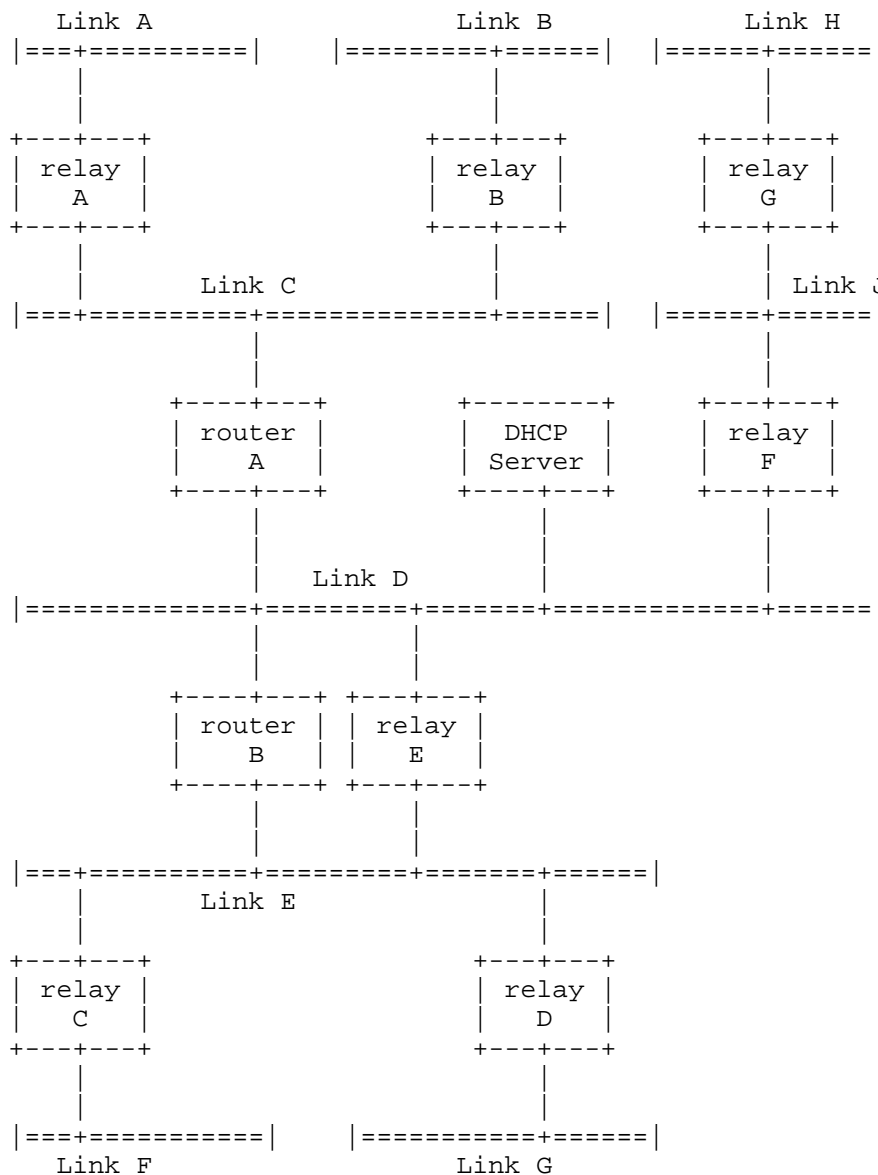 Link A Link B Link H
|===+==========| |=========+======| |======+======
| | |
| | |
+---+---+ +---+---+ +---+---+
| relay | | relay | | relay |
| A | | B | | G |
+---+---+ +---+---+ +---+---+
| | |
| Link C | | Link J
|===+==========+==============+======| |======+======
| |
| |
+----+---+ +--------+ +---+---+
| router | | DHCP | | relay |
| A | | Server | | F |
+----+---+ +----+---+ +---+---+
| | |
| | |
| Link D | |
|==============+=========+=======+=============+======
| |
| |
+----+---+ +---+---+
| router | | relay |
| B | | E |
+----+---+ +---+---+
| |
| |
|===+==========+=========+=======+======|
| Link E |
| |
+---+---+ +---+---+
| relay | | relay |
| C | | D |
+---+---+ +---+---+
| |
| |
|===+===========| |===========+======|
Link F Link G